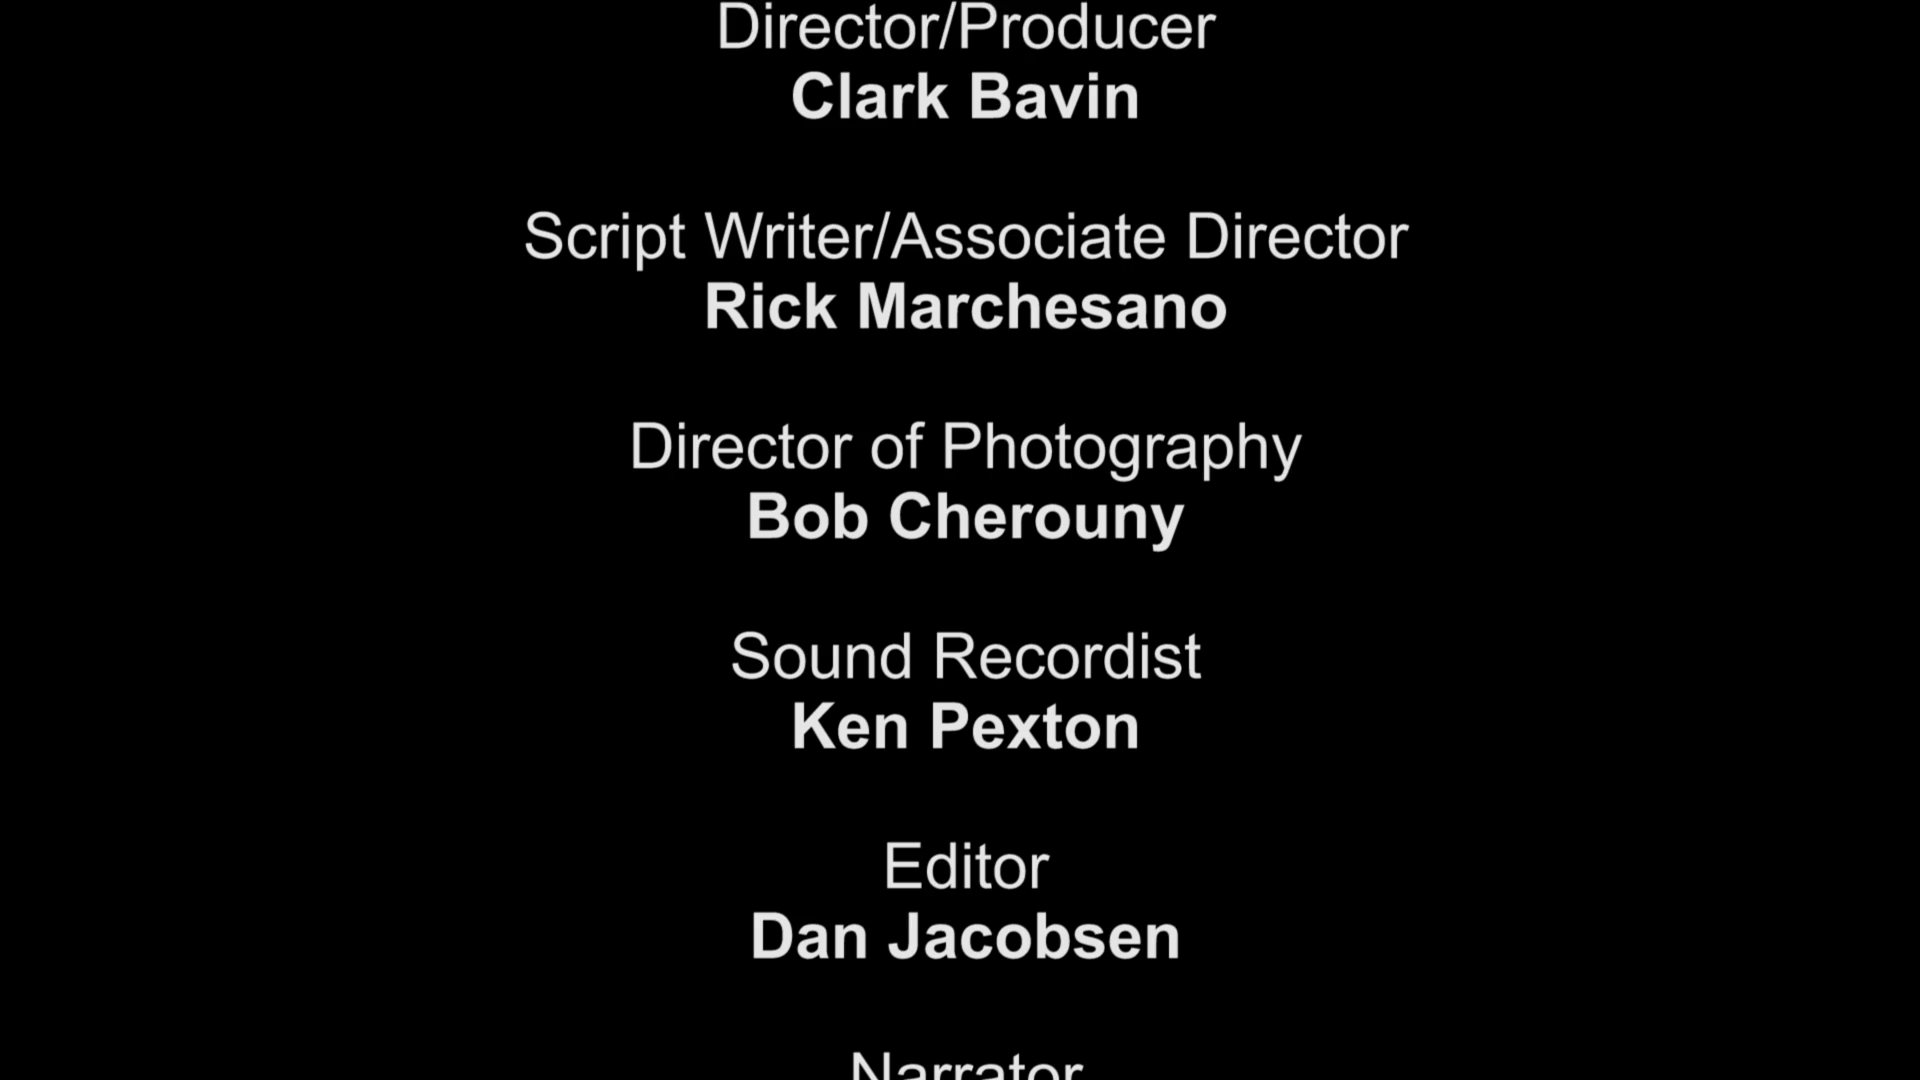 Director/Producer
Clark Bavin
Script Writer/Associate Director
Rick Marchesano
Director of Photography
Bob Cherouny
Sound Recordist
Ken Pexton
Editor
Dan Jacobsen
Narrator